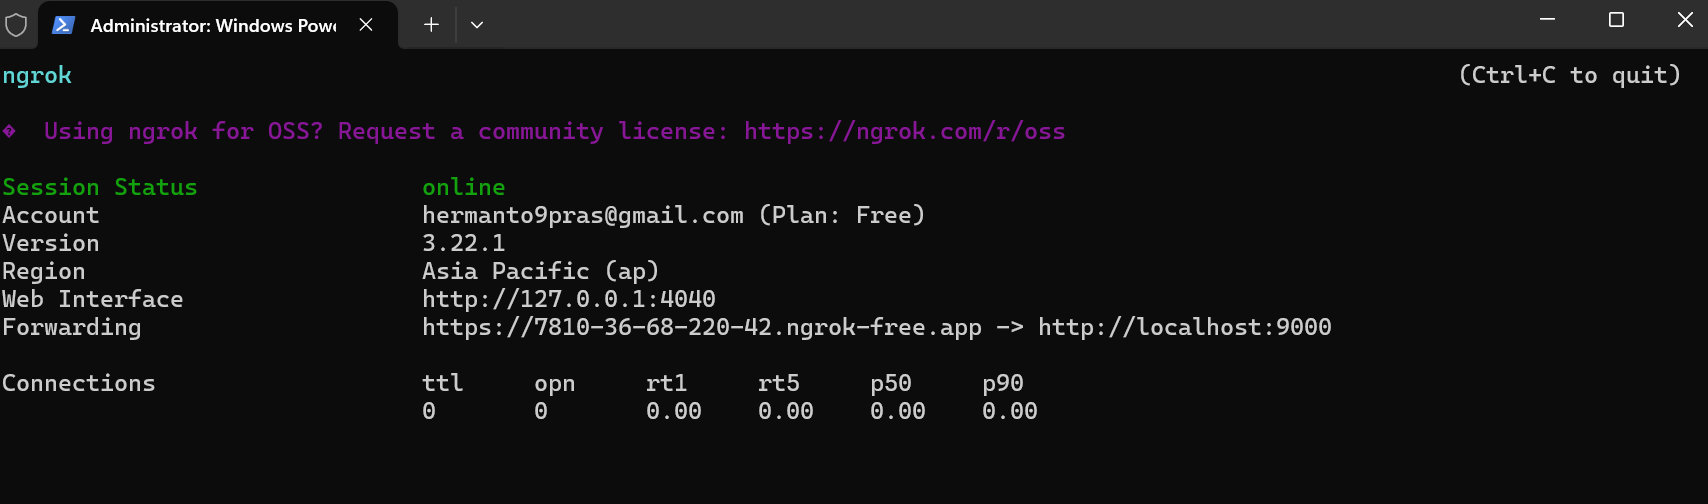 Administrator: Windows Powe
ngrok (Ctrl+C to quit)
� Using ngrok for OSS? Request a community license: https://ngrok.com/r/oss
Session Status online
Account hermanto9pras@gmail.com (Plan: Free)
Version 3.22.1
Region Asia Pacific (ap)
Web Interface http://127.0.0.1:4040
Forwarding https://7810-36-68-220-42.ngrok-free.app -> http://localhost:9000
Connections ttl opn rt1 rt5 p50 p90
0 0 0.00 0.00 0.00 0.00